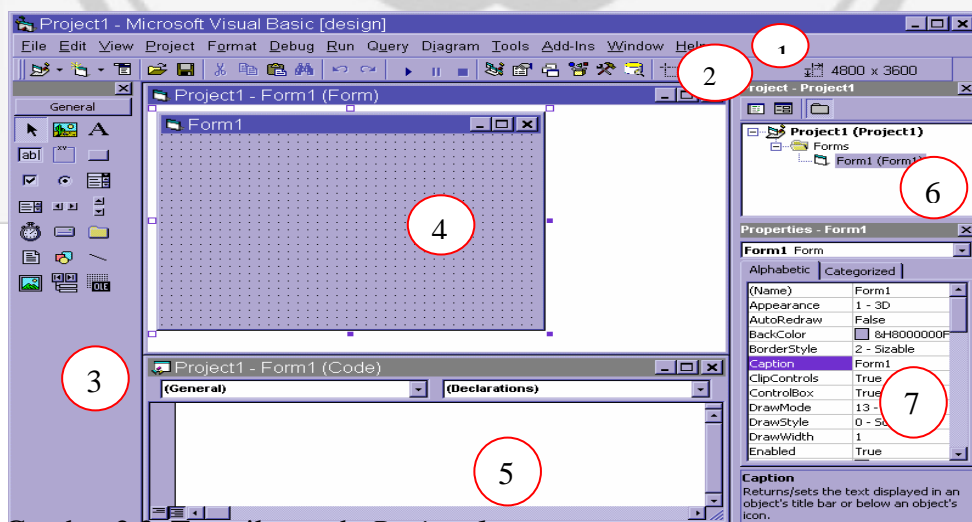 Project1 - Microsoft Visual Basic [design]
File Edit View Project Format Debug Run Query Diagram Tools Add-Ins Window Help
1
2
4800 x 3600
General
A
ab|
xv
OLE
3
Project1 - Form1 (Form)
Form1
4
Project1 - Form1 (Code)
(General)
(Declarations)
5
Project - Project1
Project1 (Project1)
Forms
Form1 (Form1)
6
Properties - Form1
Form1 Form
Alphabetic Categorized
(Name) Form1
Appearance 1 - 3D
AutoRedraw False
BackColor &H8000000F
BorderStyle 2 - Sizable
Caption Form1
ClipControls True
ControlBox True
DrawMode 13 -
DrawStyle 0 -
DrawWidth 1
Enabled True
7
Caption
Returns/sets the text displayed in an
object's title bar or below an object's
icon.